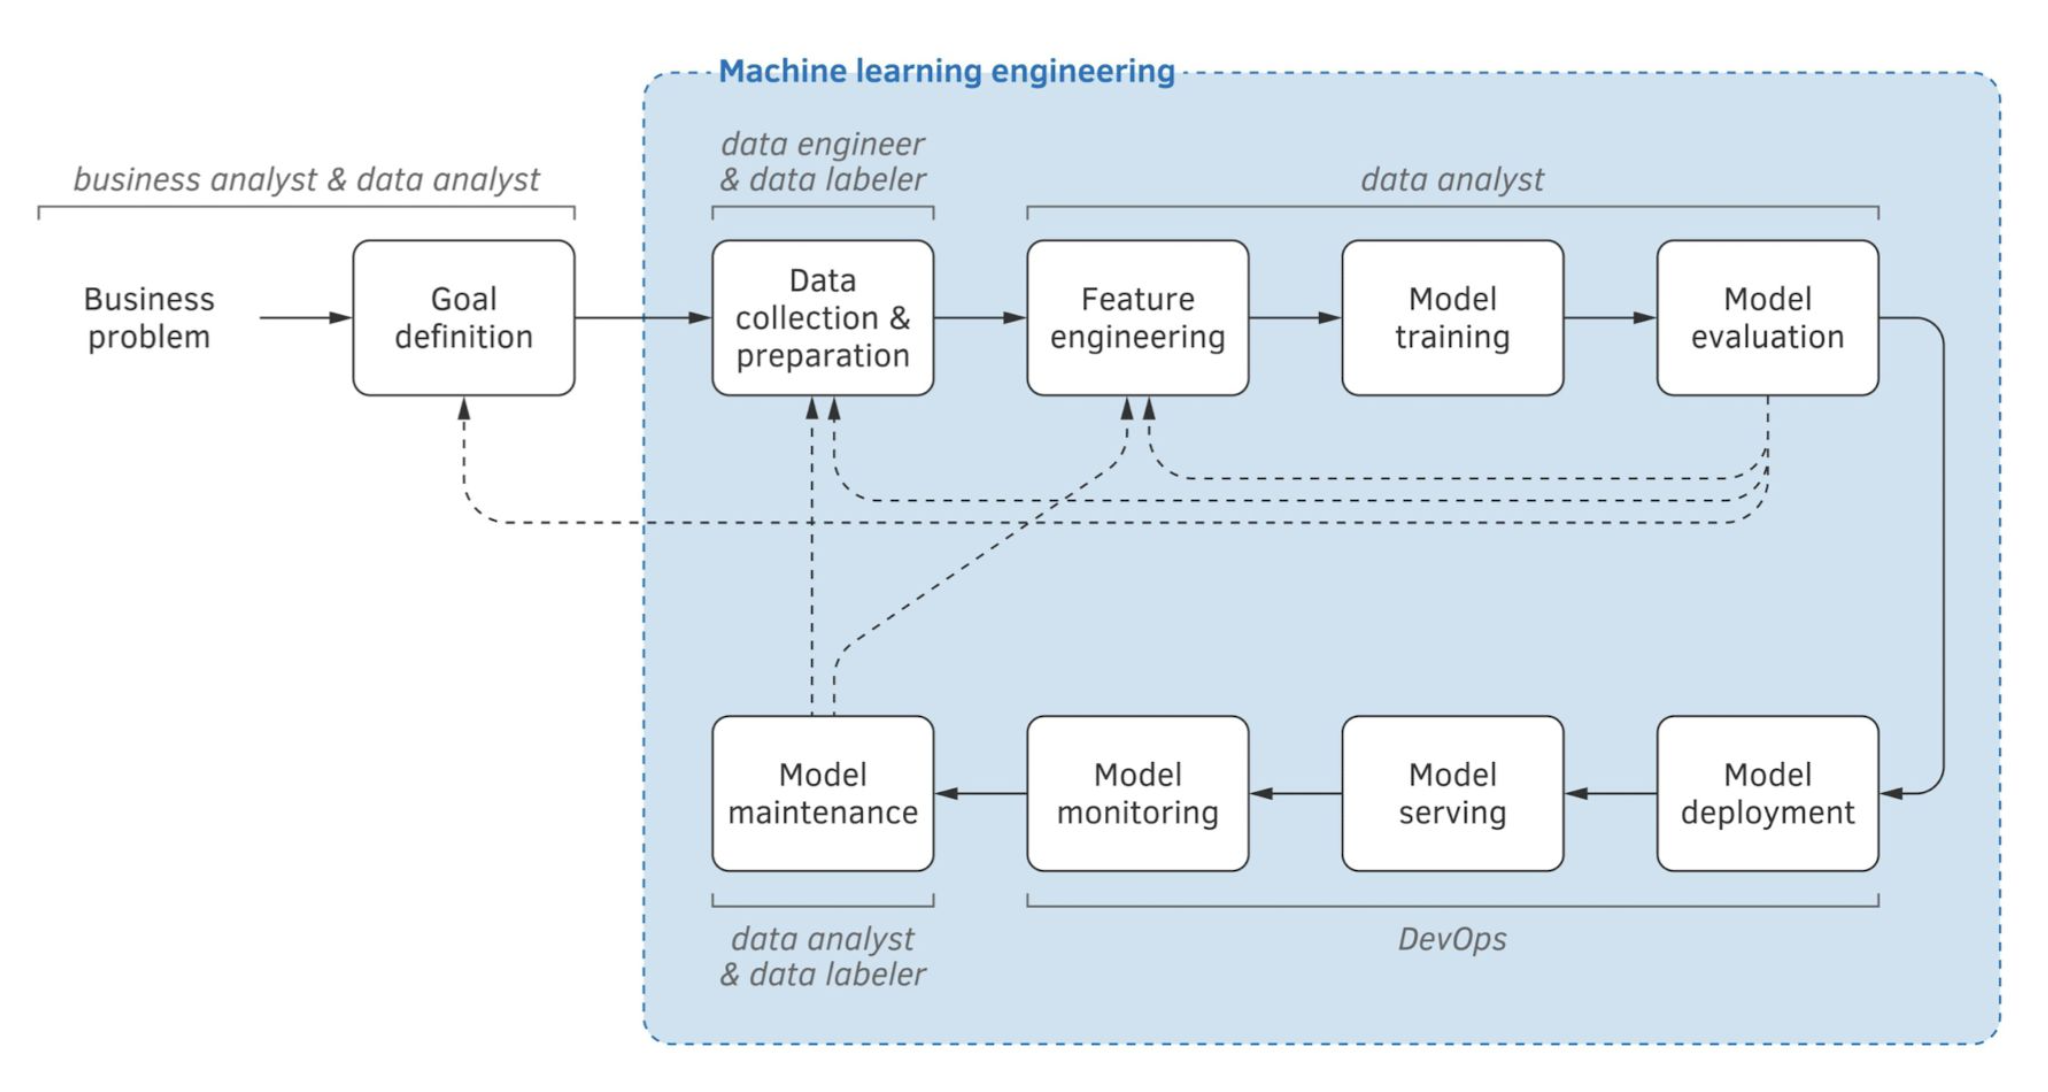 Machine learning engineering
business analyst & data analyst
data engineer
& data labeler
data analyst
Business
problem
Goal
definition
Data
collection &
preparation
Feature
engineering
Model
training
Model
evaluation
Model
maintenance
Model
monitoring
Model
serving
Model
deployment
data analyst
& data labeler
DevOps